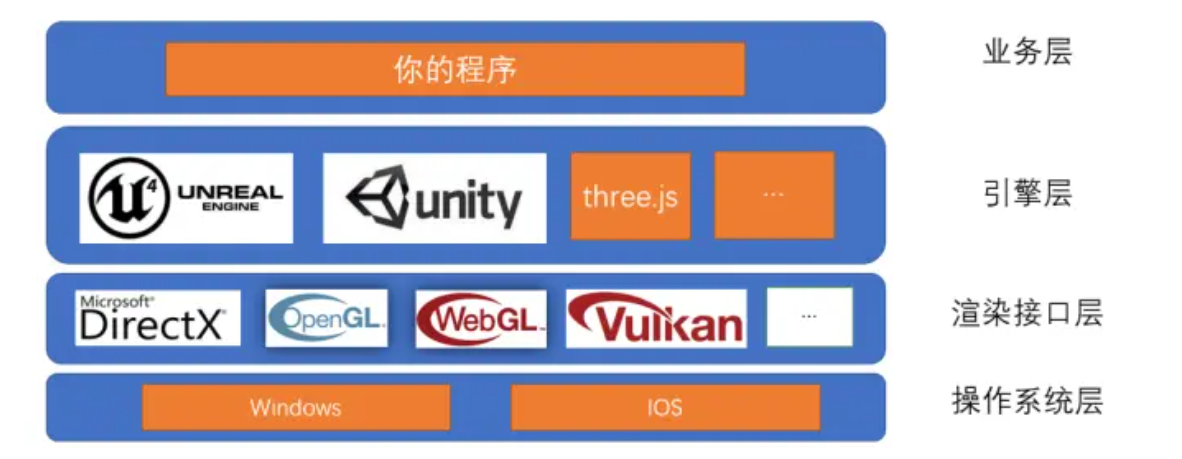 你的程序
业务层
UNREAL
ENGINE
unity
three.js
...
引擎层
Microsoft®
DirectX®
OpenGL.
WebGL™
Vulkan
...
渲染接口层
Windows
IOS
操作系统层